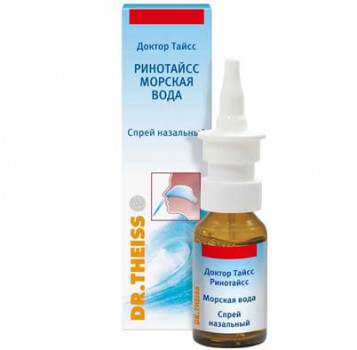 Доктор Тайсс
РИНОТАЙСС
МОРСКАЯ
ВОДА
Спрей назальный
DR.THEISS
Доктор Тайсс
Ринотайсс
Морская вода
Спрей
назальный